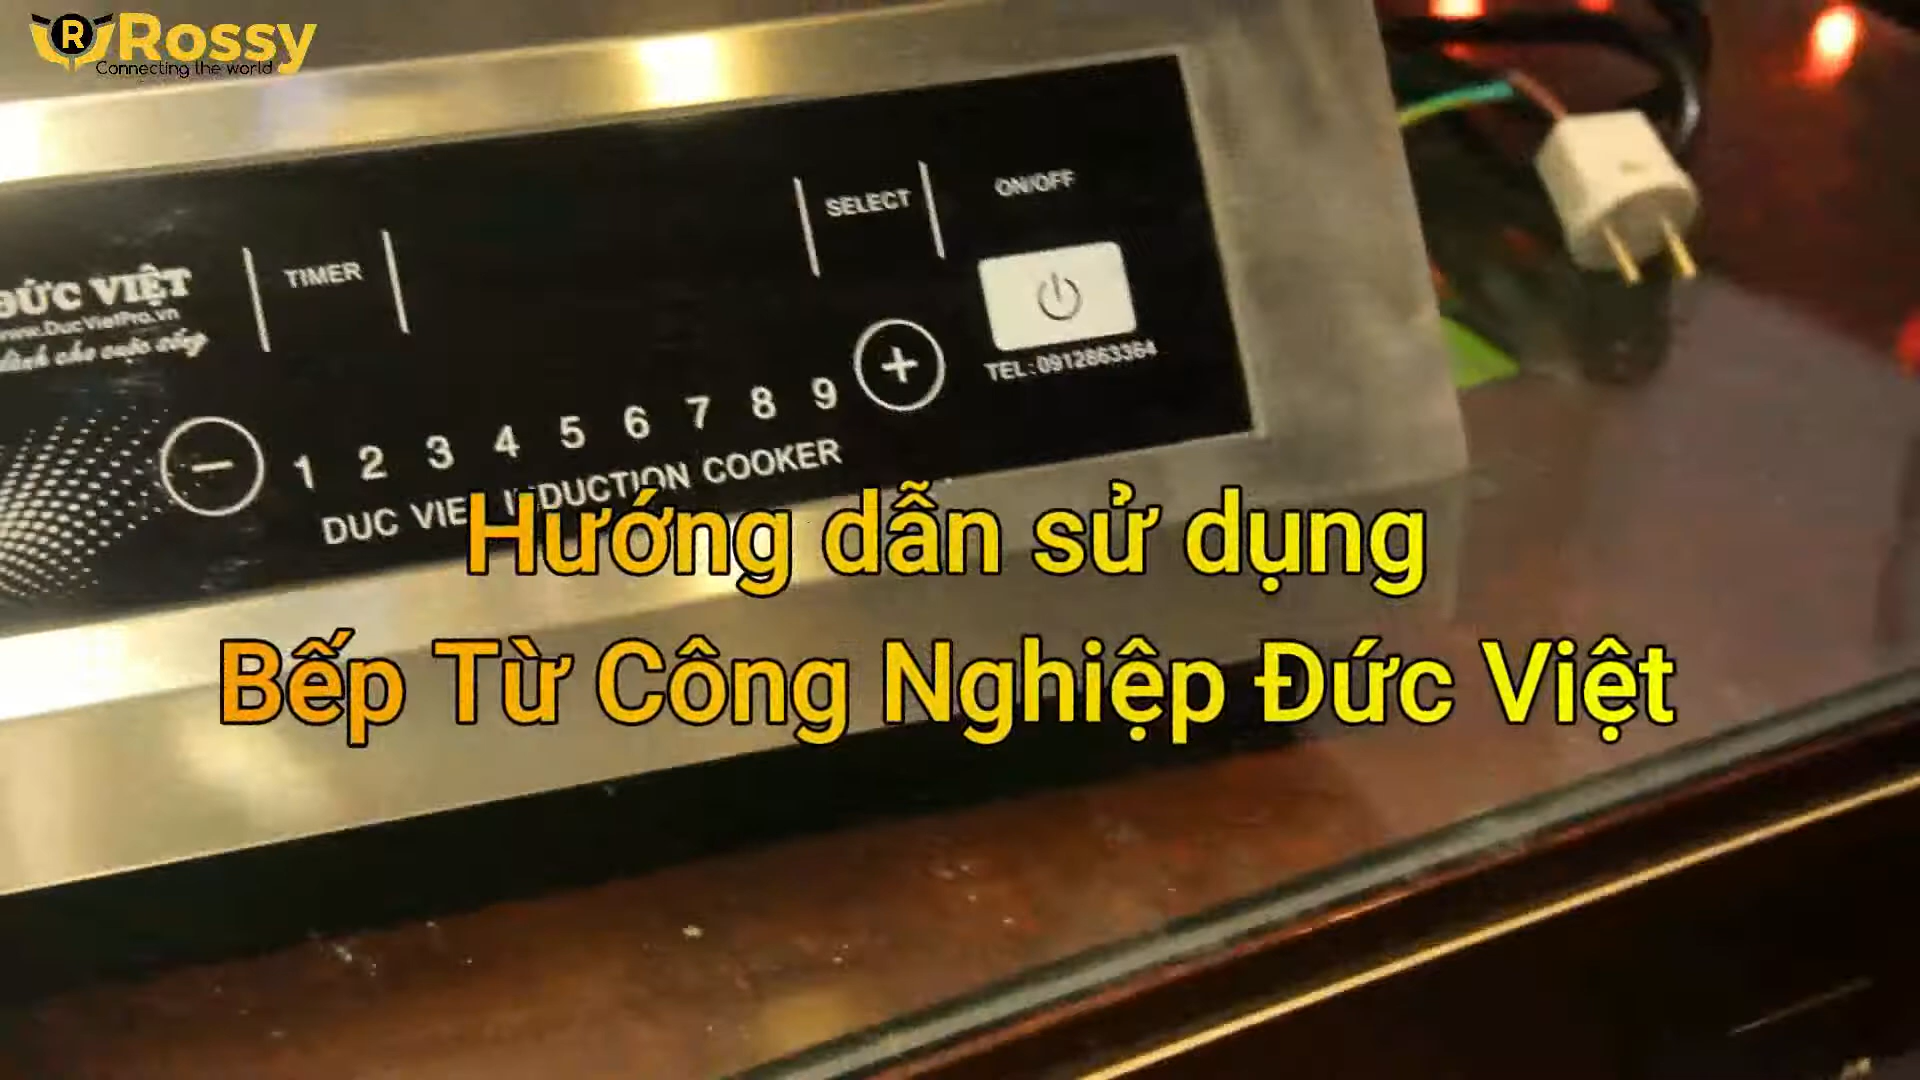 Rossy
Connecting the world
ĐỨC VIỆT
www.DucVietPro.vn
TIMER
SELECT
ON/OFF
TEL:0912863364
1 2 3 4 5 6 7 8 9
DUC VIET INDUCTION COOKER
Hướng dẫn sử dụng
Bếp Từ Công Nghiệp Đức Việt